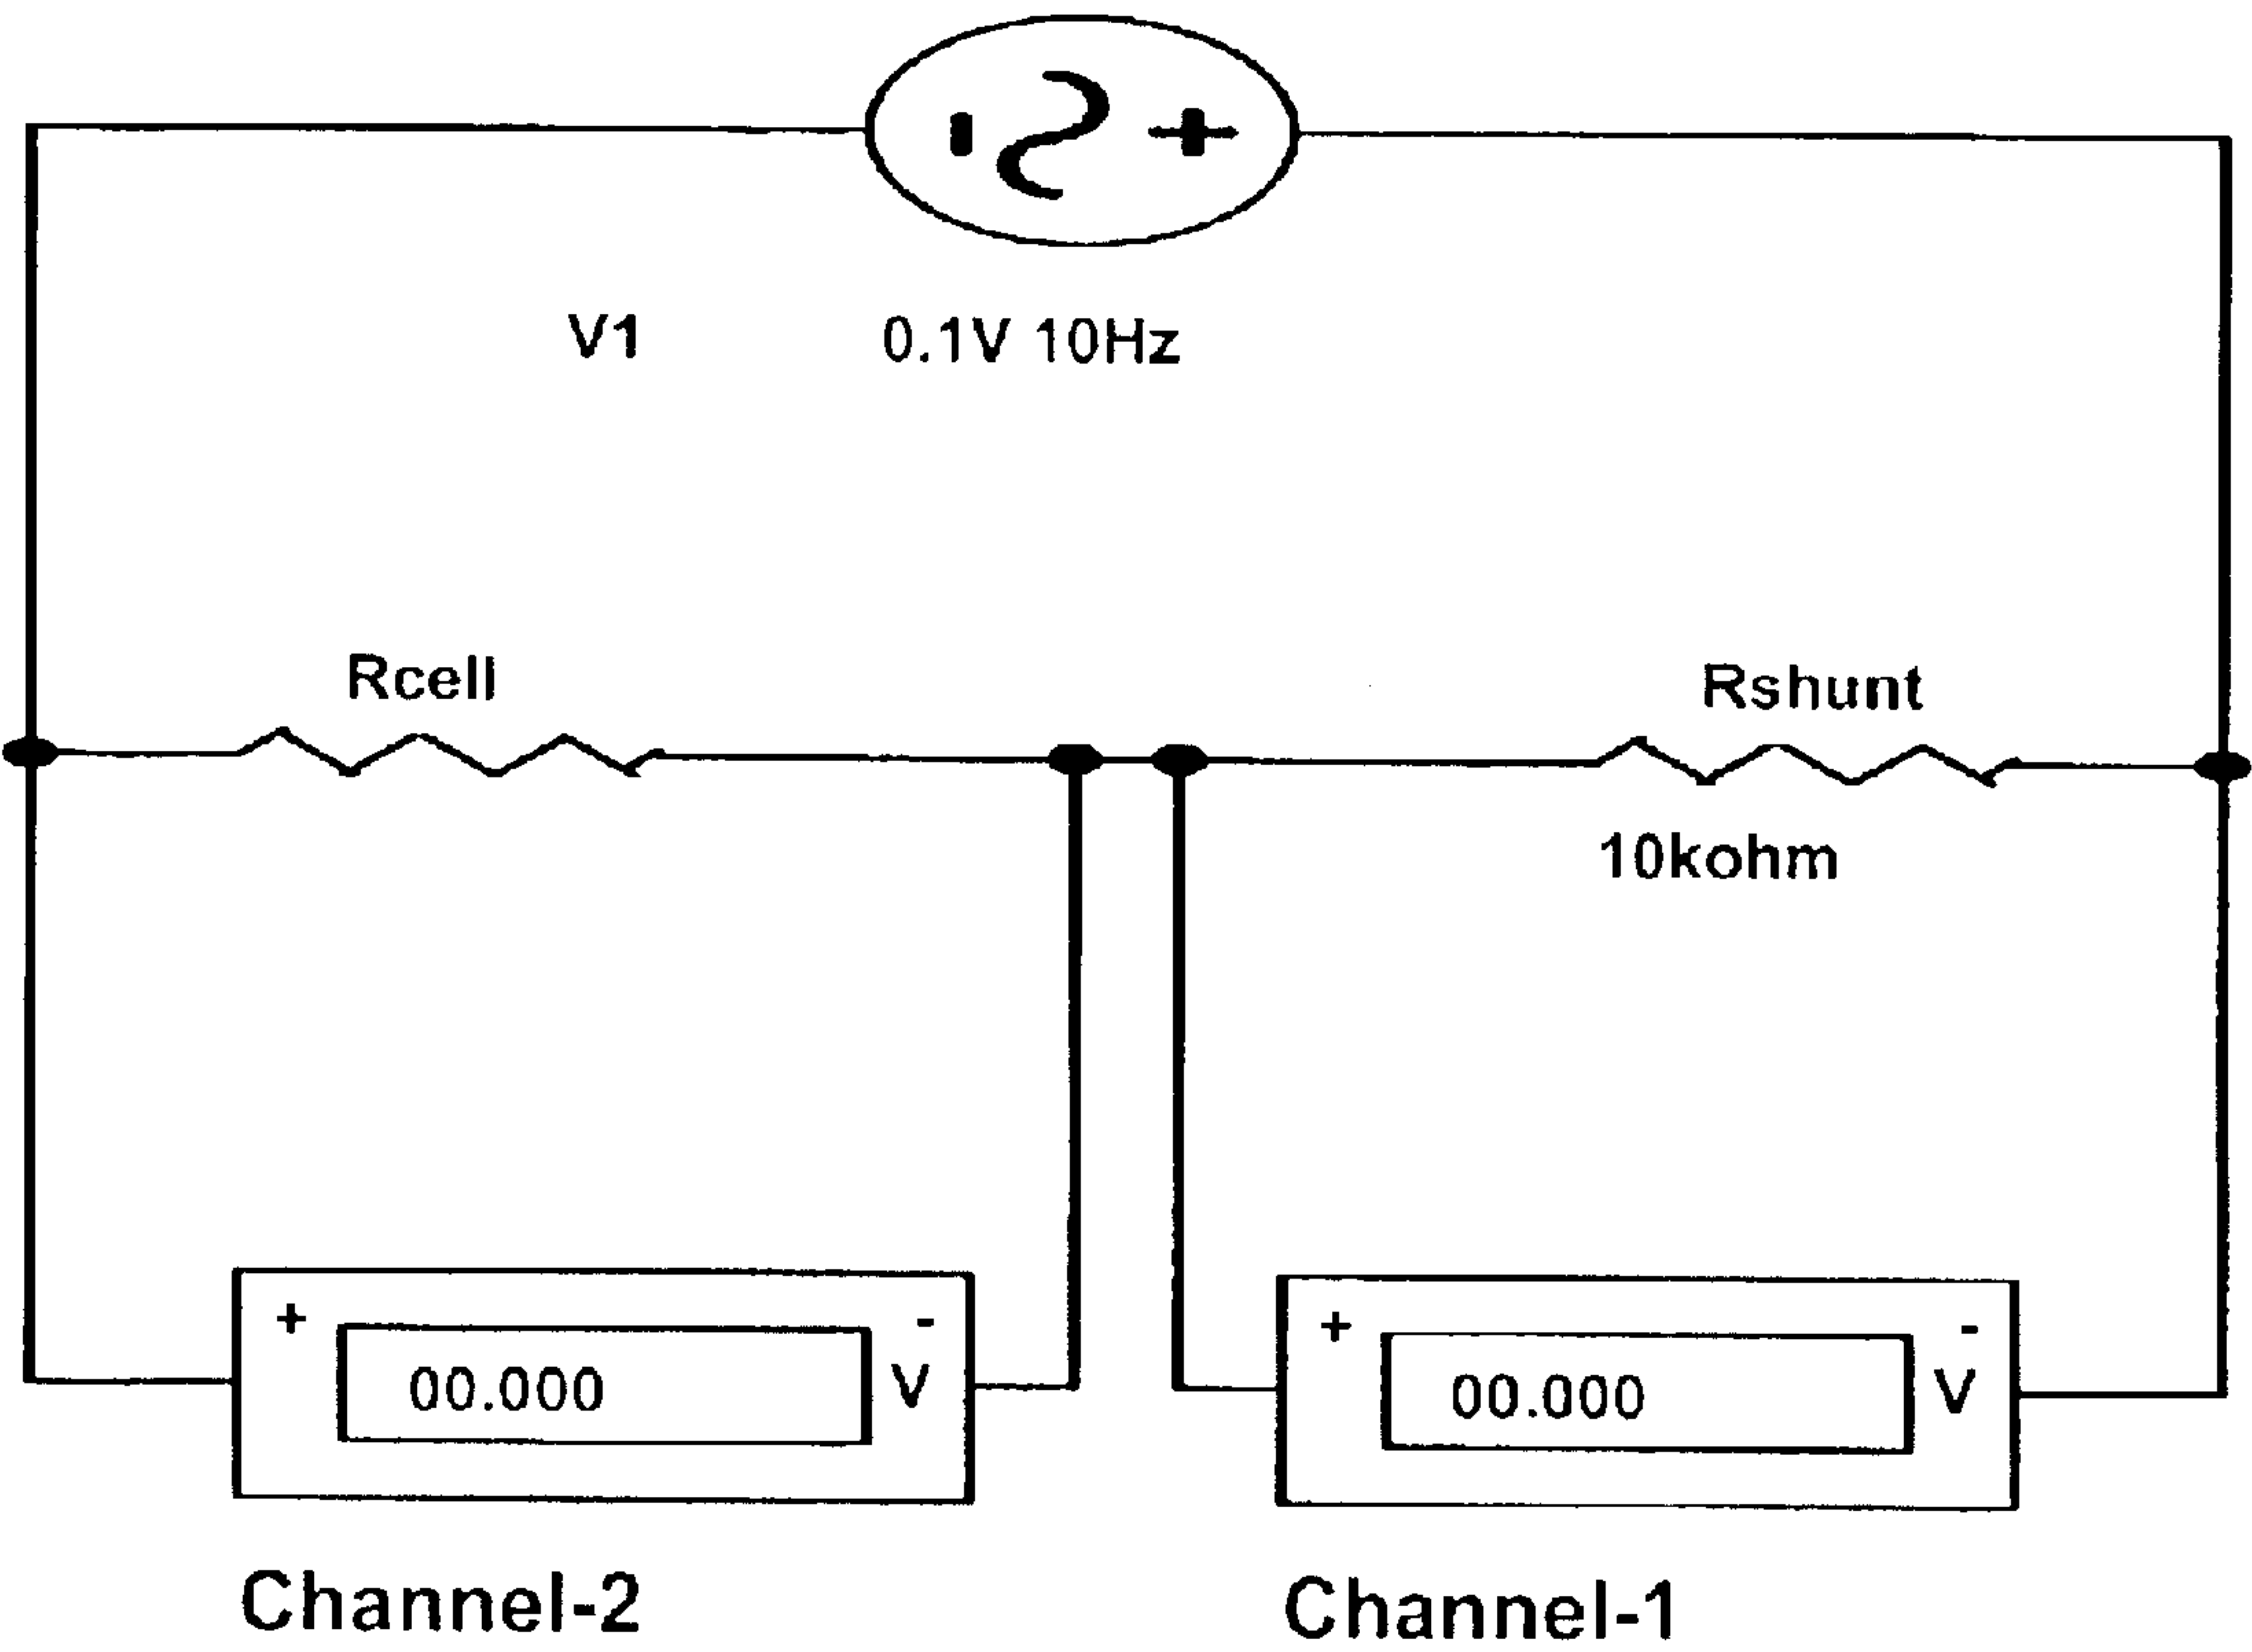 - +
V1 0.1V 10Hz
Rcell Rshunt
10kohm
+ - + -
00.000 V 00.000 V
Channel-2 Channel-1